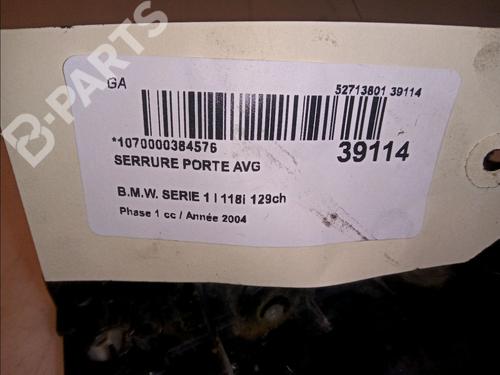 B-PARTS
GA
52713801 39114
*1070000384576
39114
SERRURE PORTE AVG
B.M.W. SERIE 1 I 118i 129ch
Phase 1 cc / Année 2004